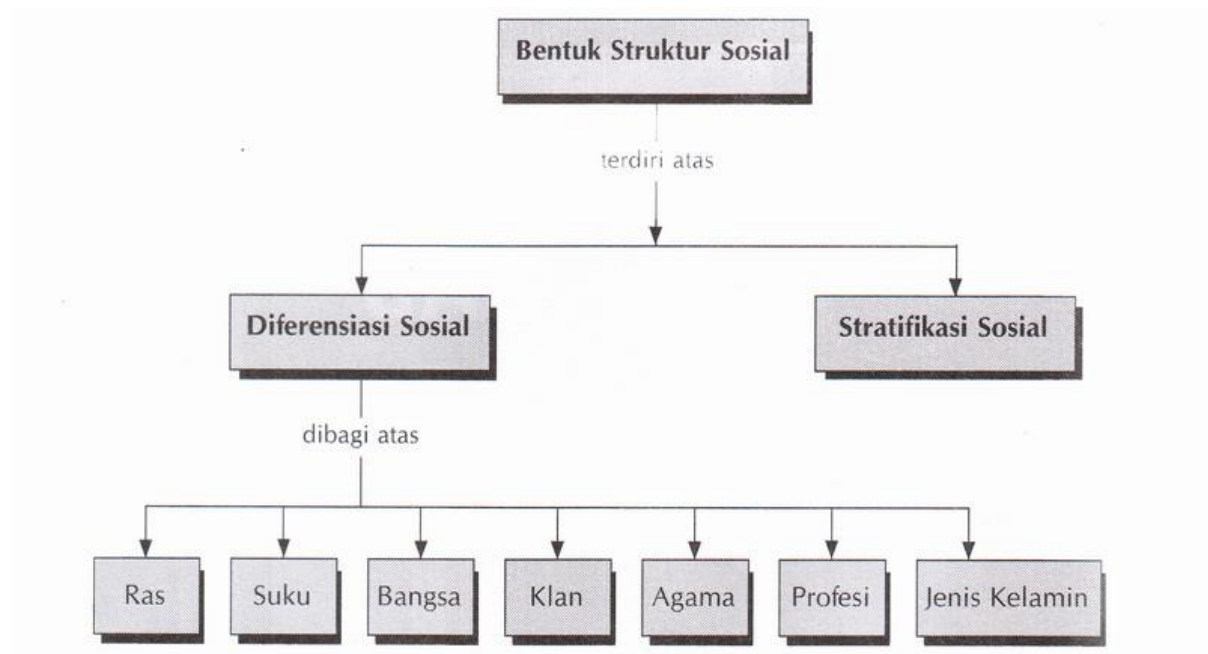 Bentuk Struktur Sosial
terdiri atas
Diferensiasi Sosial
Stratifikasi Sosial
dibagi atas
Ras
Suku
Bangsa
Klan
Agama
Profesi
Jenis Kelamin